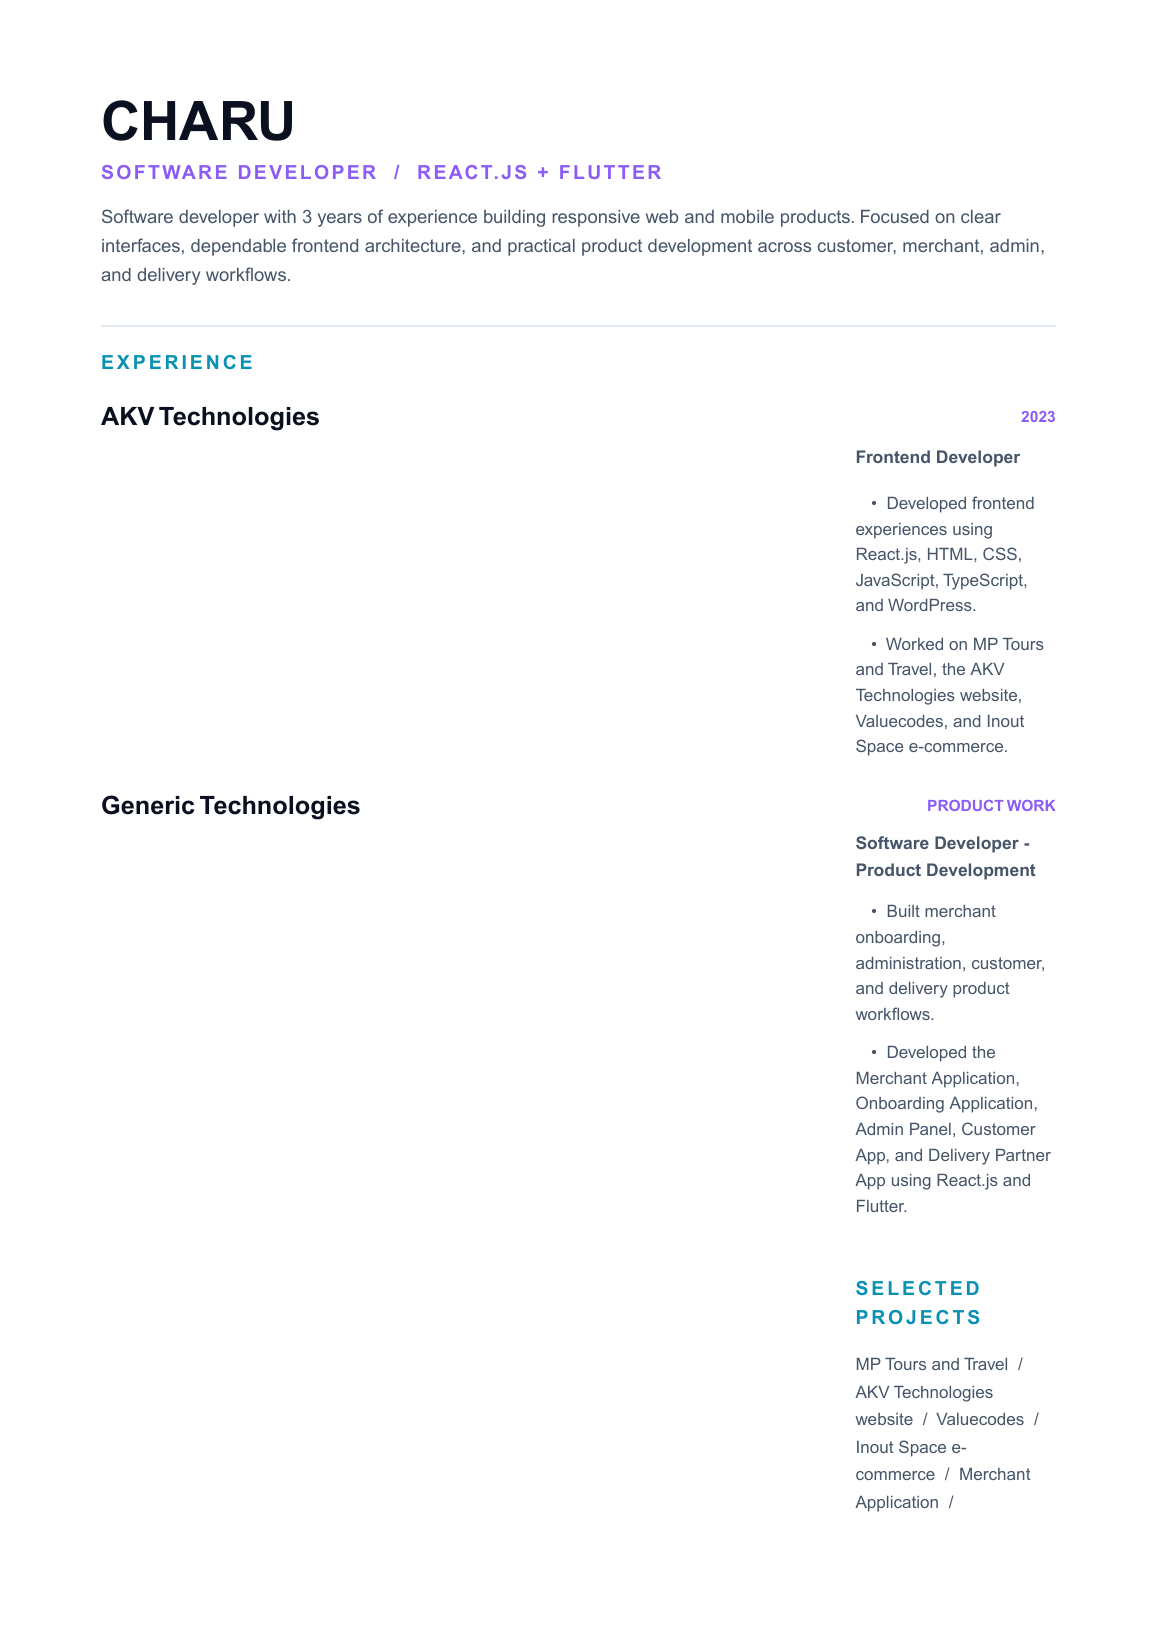 CHARU
SOFTWARE DEVELOPER / REACT.JS + FLUTTER
Software developer with 3 years of experience building responsive web and mobile products. Focused on clear
interfaces, dependable frontend architecture, and practical product development across customer, merchant, admin,
and delivery workflows.
EXPERIENCE
AKV Technologies 2023
Frontend Developer
• Developed frontend
experiences using
React.js, HTML, CSS,
JavaScript, TypeScript,
and WordPress.
• Worked on MP Tours
and Travel, the AKV
Technologies website,
Valuecodes, and Inout
Space e-commerce.
Generic Technologies PRODUCT WORK
Software Developer -
Product Development
• Built merchant
onboarding,
administration, customer,
and delivery product
workflows.
• Developed the
Merchant Application,
Onboarding Application,
Admin Panel, Customer
App, and Delivery Partner
App using React.js and
Flutter.
SELECTED
PROJECTS
MP Tours and Travel /
AKV Technologies
website / Valuecodes /
Inout Space e-
commerce / Merchant
Application /